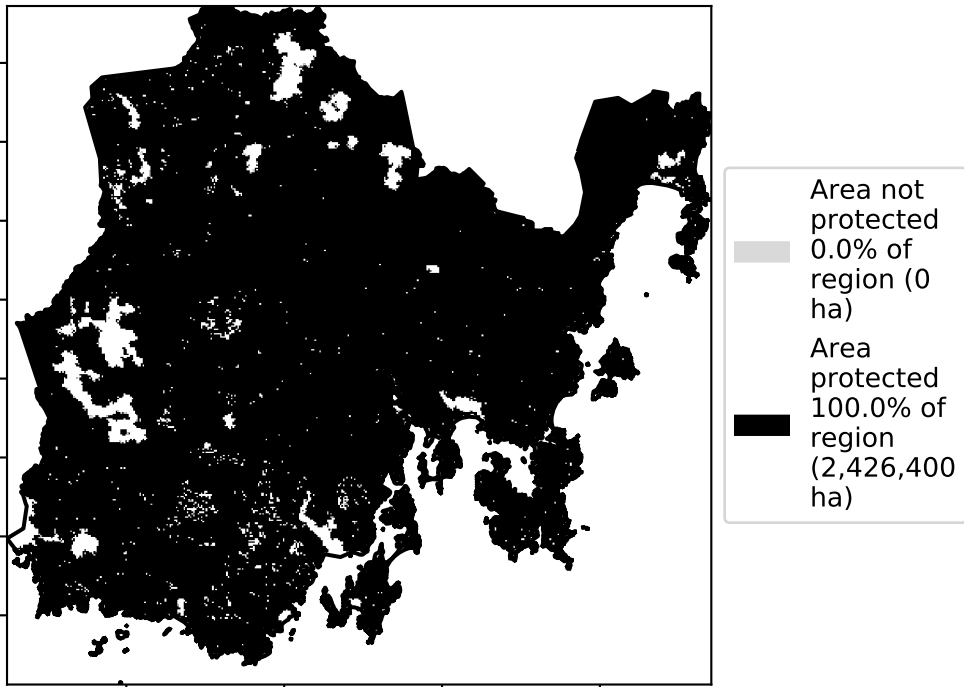 Area not
protected
0.0% of
region (0
ha)
Area
protected
100.0% of
region
(2,426,400
ha)